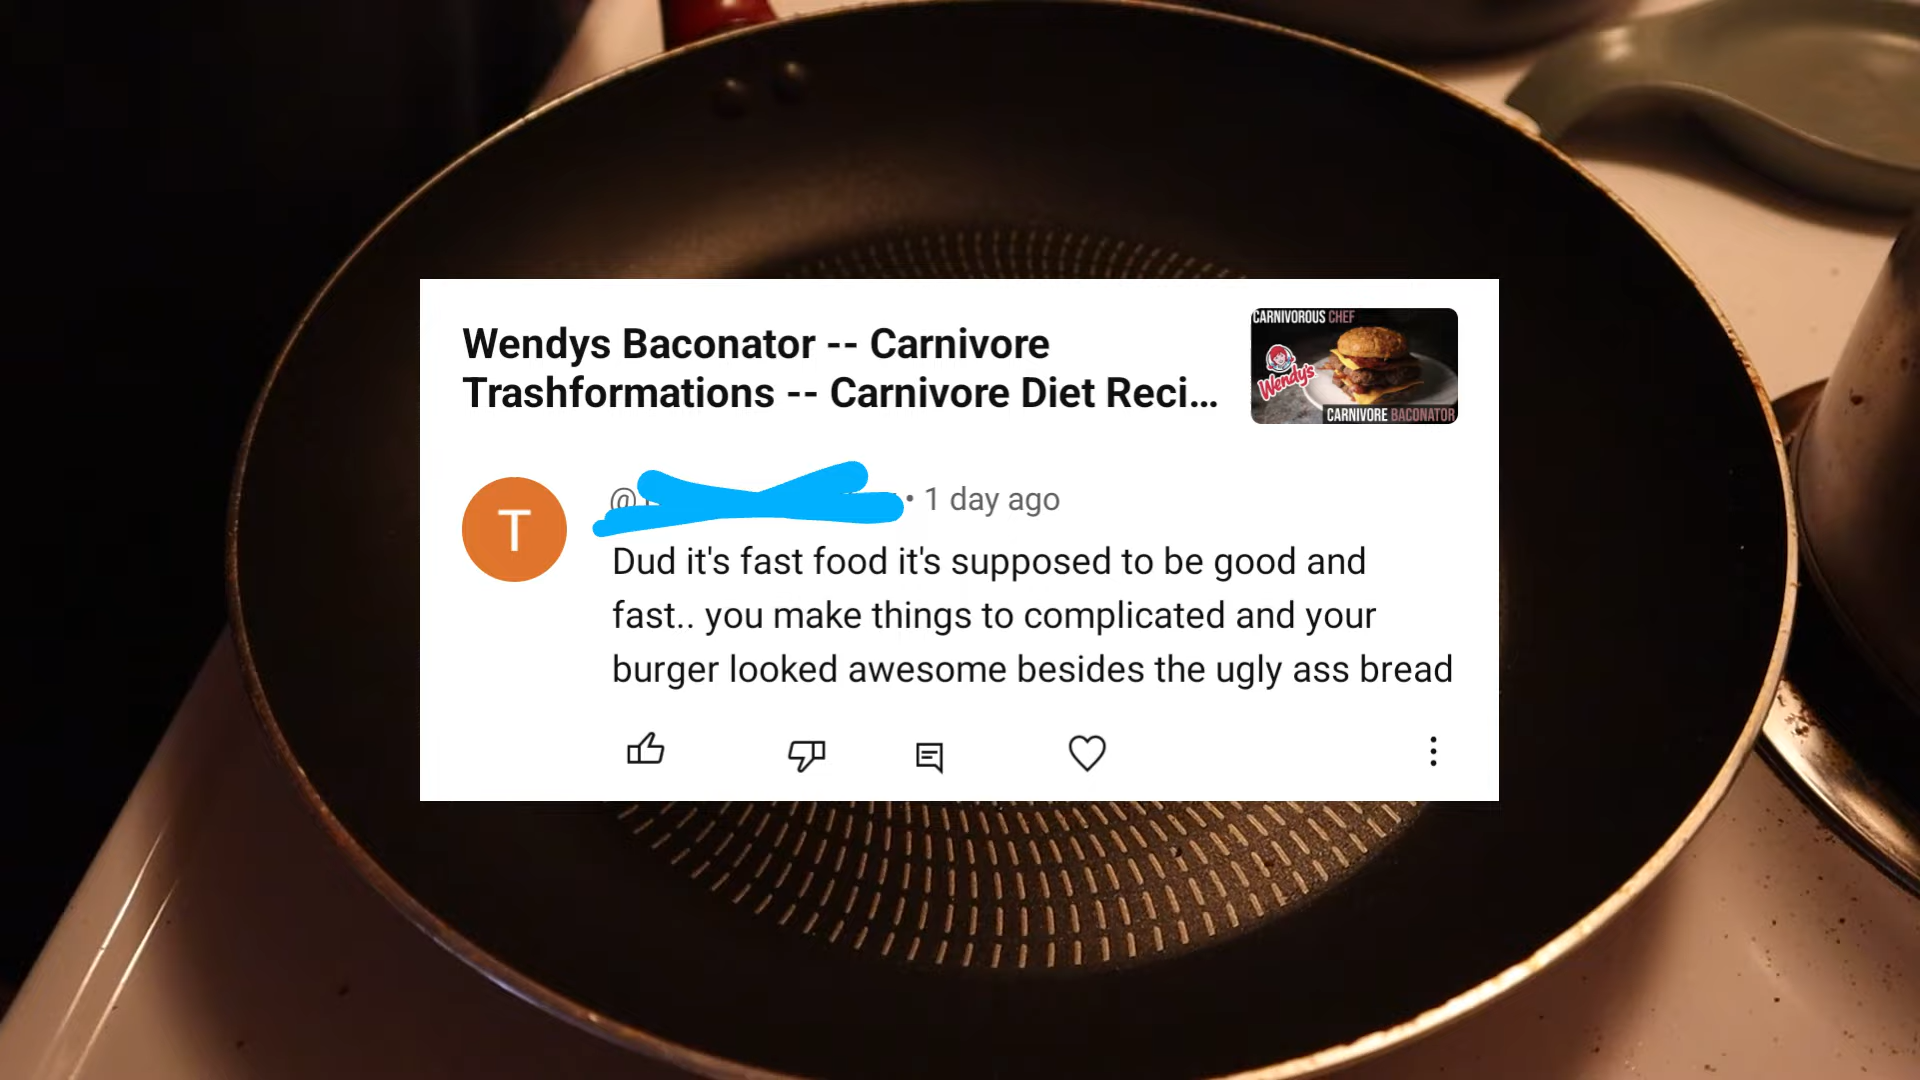 Wendys Baconator -- Carnivore
Trashformations -- Carnivore Diet Reci...
CARNIVOROUS CHEF
Wendy's
CARNIVORE BACONATOR
T
@
• 1 day ago
Dud it's fast food it's supposed to be good and
fast.. you make things to complicated and your
burger looked awesome besides the ugly ass bread